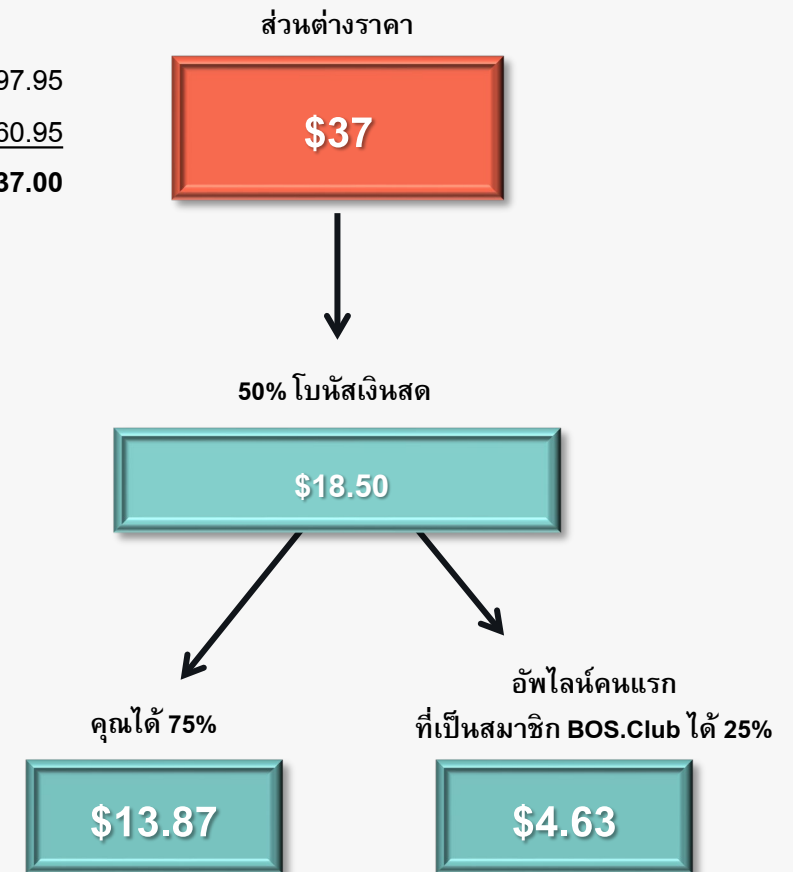 ส่วนต่างราคา
97.95
$37
60.95
37.00
50% โบนัสเงินสด
$18.50
อัพไลน์คนแรก
คุณได้ 75%
ที่เป็นสมาชิก BOS.Club ได้ 25%
$13.87
$4.63